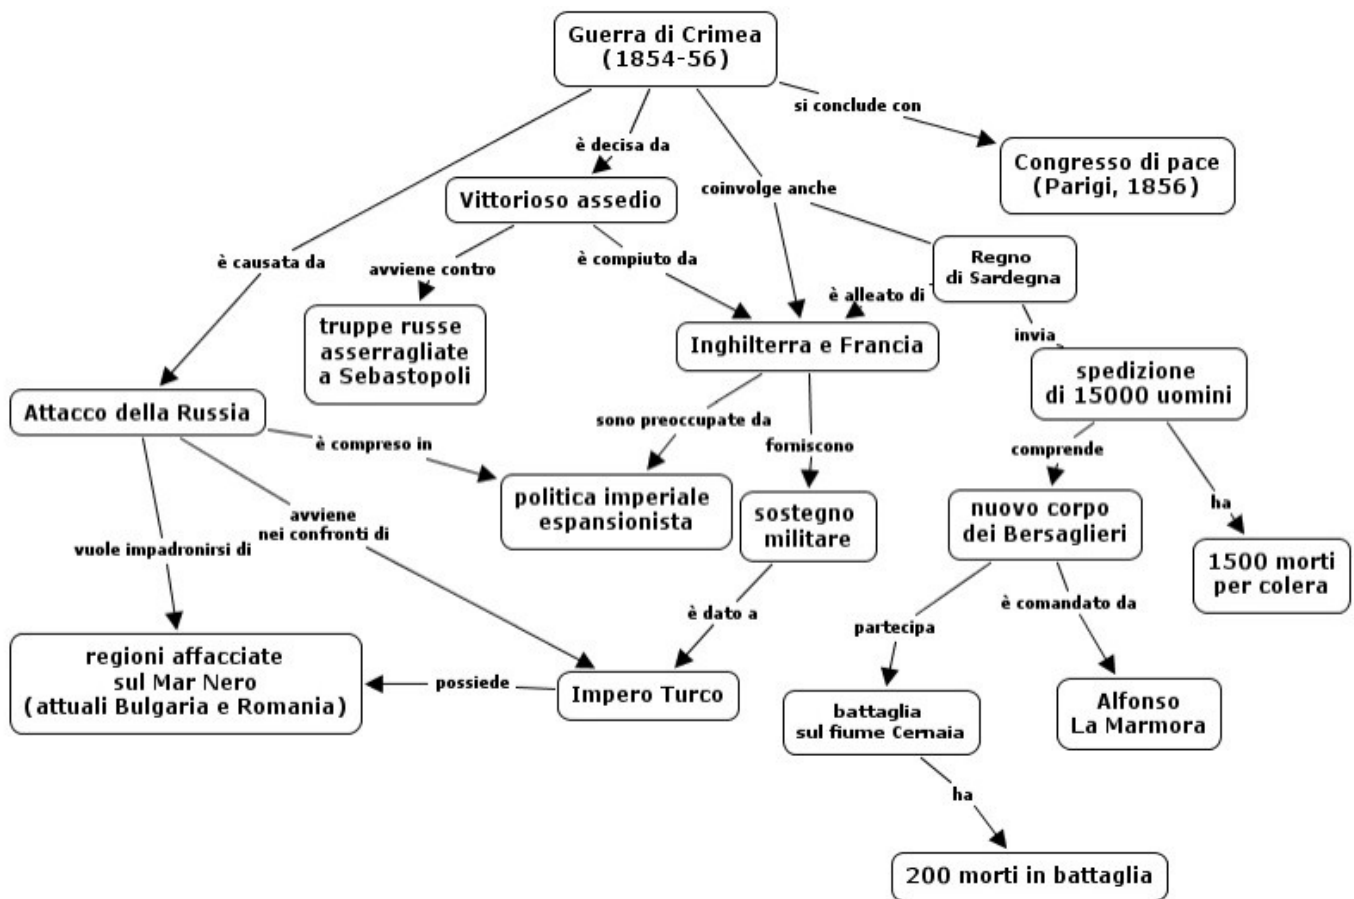 Guerra di Crimea
(1854-56)
si conclude con
è decisa da
Congresso di pace
(Parigi, 1856)
coinvolge anche
Vittorioso assedio
Regno
di Sardegna
è causata da
avviene contro
è compiuto da
è alleato di
truppe russe
asserragliate
a Sebastopoli
Inghilterra e Francia
invia
spedizione
di 15000 uomini
Attacco della Russia
sono preoccupate da
è compreso in
forniscono
comprende
politica imperiale
espansionista
sostegno
militare
nuovo corpo
dei Bersaglieri
ha
avviene
nei confronti di
vuole impadronirsi di
1500 morti
per colera
è dato a
è comandato da
partecipa
regioni affacciate
sul Mar Nero
(attuali Bulgaria e Romania)
possiede
Impero Turco
battaglia
sul fiume Cernaia
Alfonso
La Marmora
ha
200 morti in battaglia